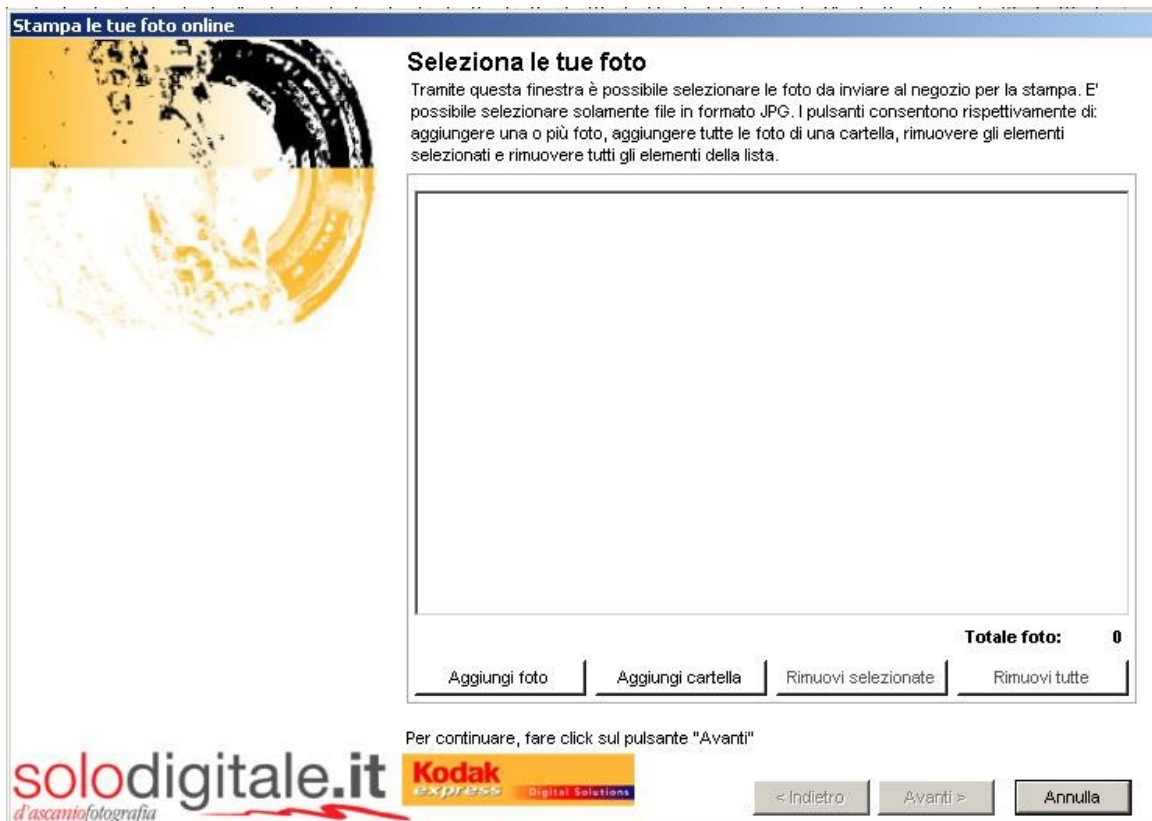 Stampa le tue foto online
Seleziona le tue foto
Tramite questa finestra è possibile selezionare le foto da inviare al negozio per la stampa. E'
possibile selezionare solamente file in formato JPG. I pulsanti consentono rispettivamente di:
aggiungere una o più foto, aggiungere tutte le foto di una cartella, rimuovere gli elementi
selezionati e rimuovere tutti gli elementi della lista.
Totale foto: 0
Aggiungi foto Aggiungi cartella Rimuovi selezionate Rimuovi tutte
Per continuare, fare click sul pulsante "Avanti"
solodigitale.it
d'ascaniofotografia
Kodak
express Digital Solutions
< Indietro Avanti > Annulla